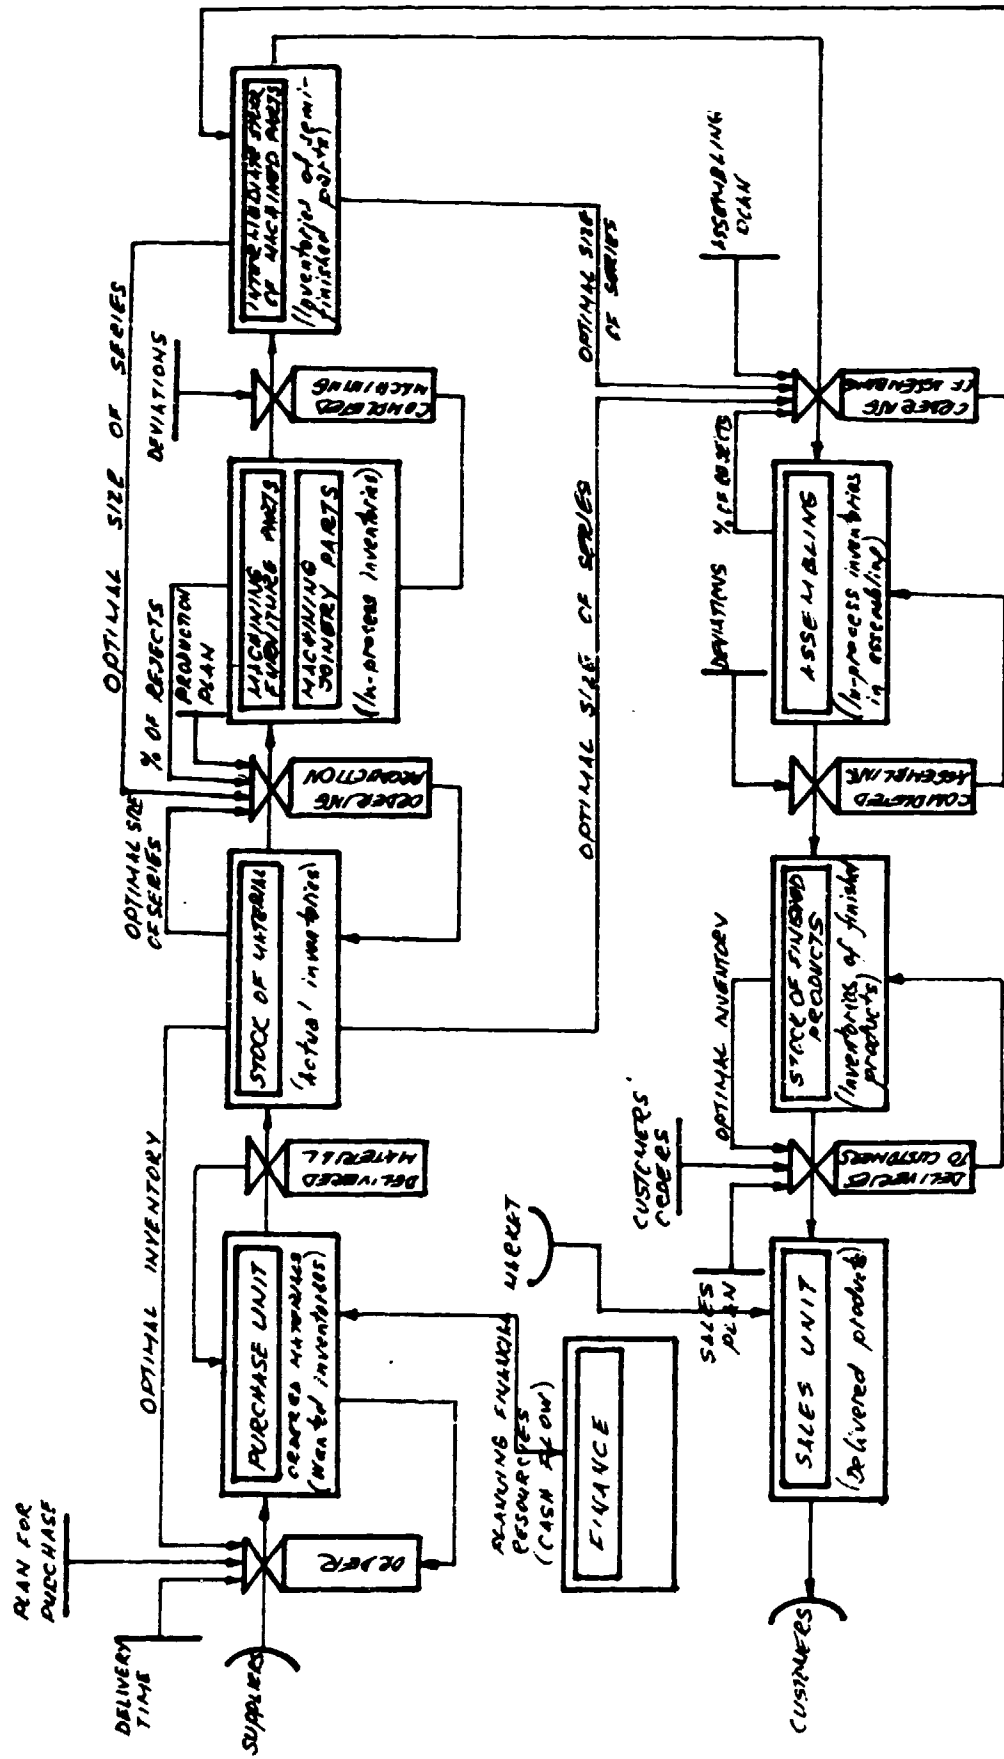 PLAN FOR
PURCHASE
DELIVERY
TIME
SUPPLIERS
ORDER
OPTIMAL INVENTORY
PURCHASE UNIT
ORDERED MATERIALS
(Wanted inventories)
DELIVERED
MATERIAL
STOCK OF MATERIAL
(Actual inventories)
OPTIMAL SIZE
OF SERIES
OPTIMAL SIZE OF SERIES
% OF REJECTS
PRODUCTION
PLAN
ORDERING
PRODUCTION
MACHINING
FURNITURE PARTS
MACHINING
JOINERY PARTS
(In-process inventories)
DEVIATIONS
COMPLETED
MACHINING
INTERMEDIATE STOCK
OF MACHINED PARTS
(Inventories of semi-
finished parts)
OPTIMAL SIZE
OF SERIES
OPTIMAL SIZE OF SERIES
PLANNING FINANCIAL
RESOURCES
(CASH FLOW)
FINANCE
MARKET
CUSTOMERS'
ORDERS
SALES
PLAN
OPTIMAL INVENTORY
DEVIATIONS
% OF REJECTS
ASSEMBLING
PLAN
CUSTOMERS
SALES UNIT
(Delivered products)
DELIVERIES
TO CUSTOMERS
STOCK OF FINISHED
PRODUCTS
(Inventories of finished
products)
COMPLETED
ASSEMBLING
ASSEMBLING
(In-process inventories
in assembling)
ORDERING
OF ASSEMBLING